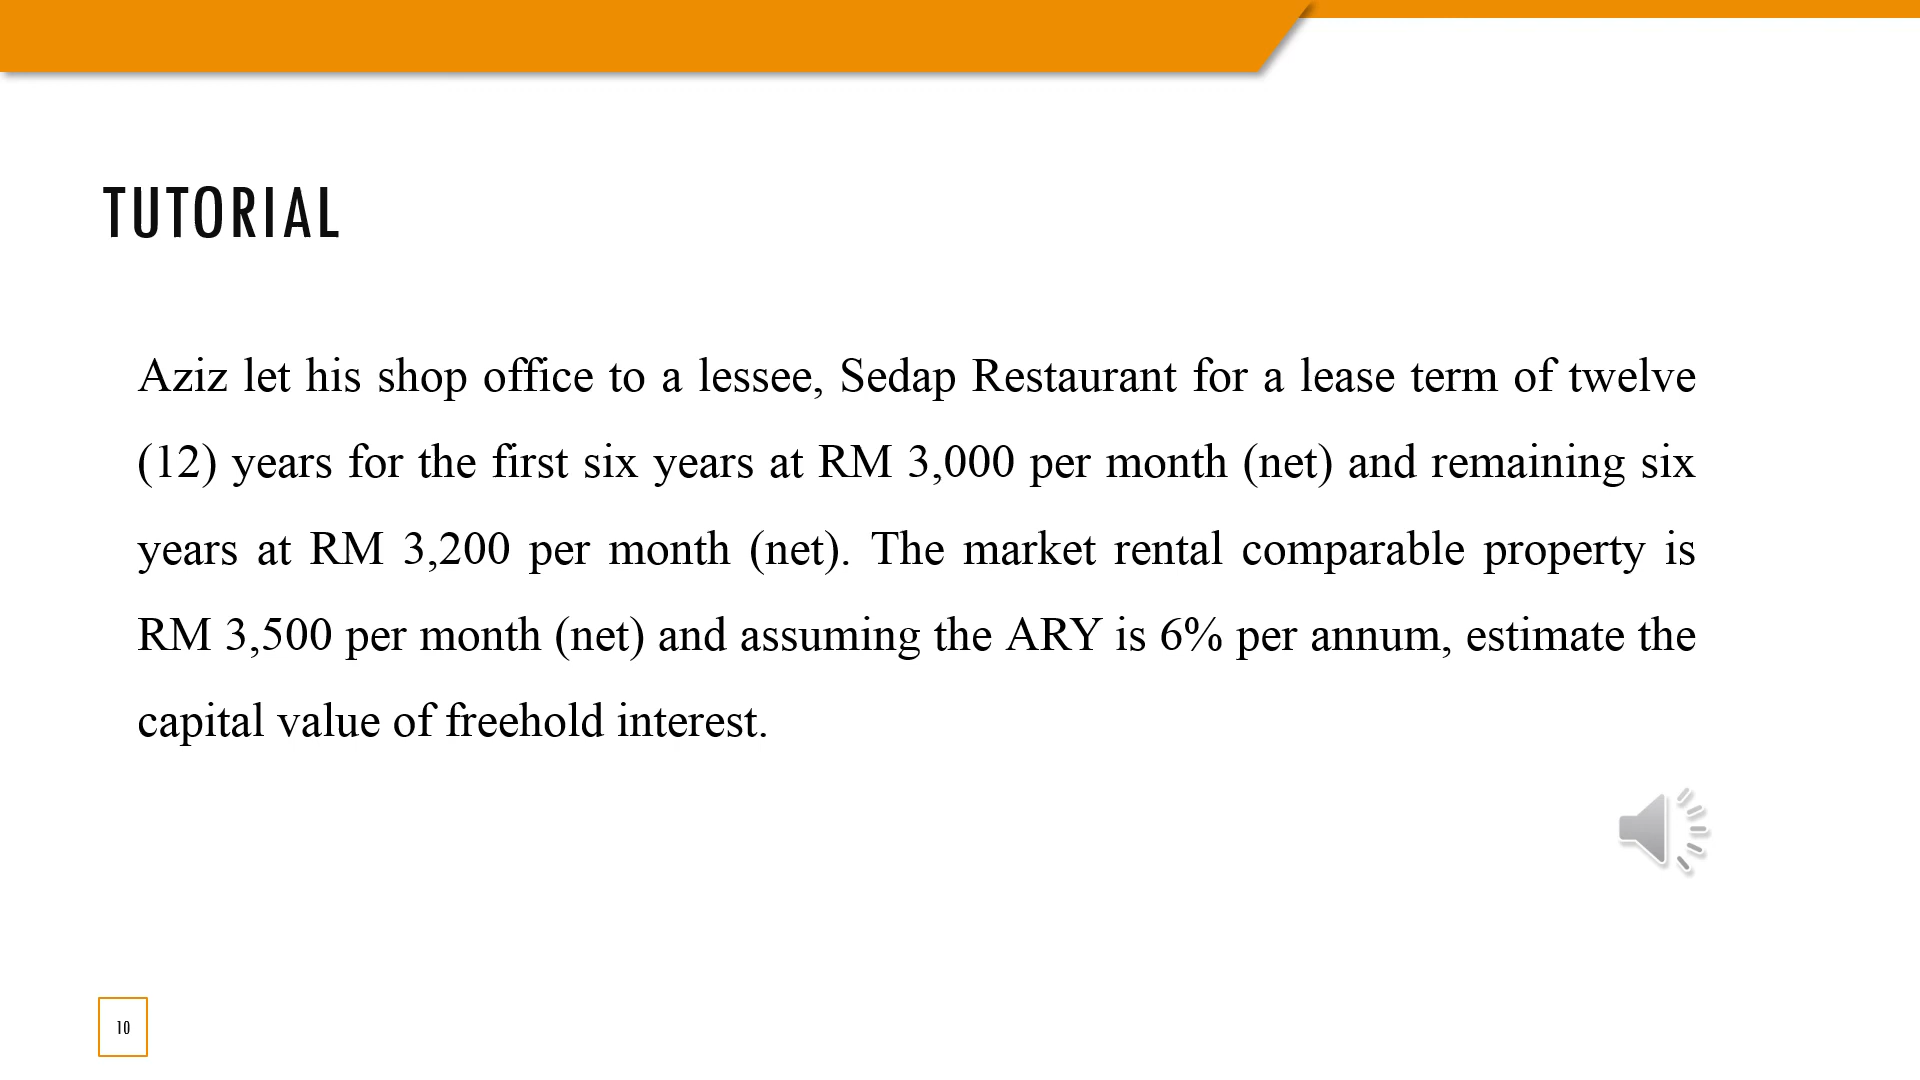 TUTORIAL
Aziz let his shop office to a lessee, Sedap Restaurant for a lease term of twelve
(12) years for the first six years at RM 3,000 per month (net) and remaining six
years at RM 3,200 per month (net). The market rental comparable property is
RM 3,500 per month (net) and assuming the ARY is 6% per annum, estimate the
capital value of freehold interest.
10